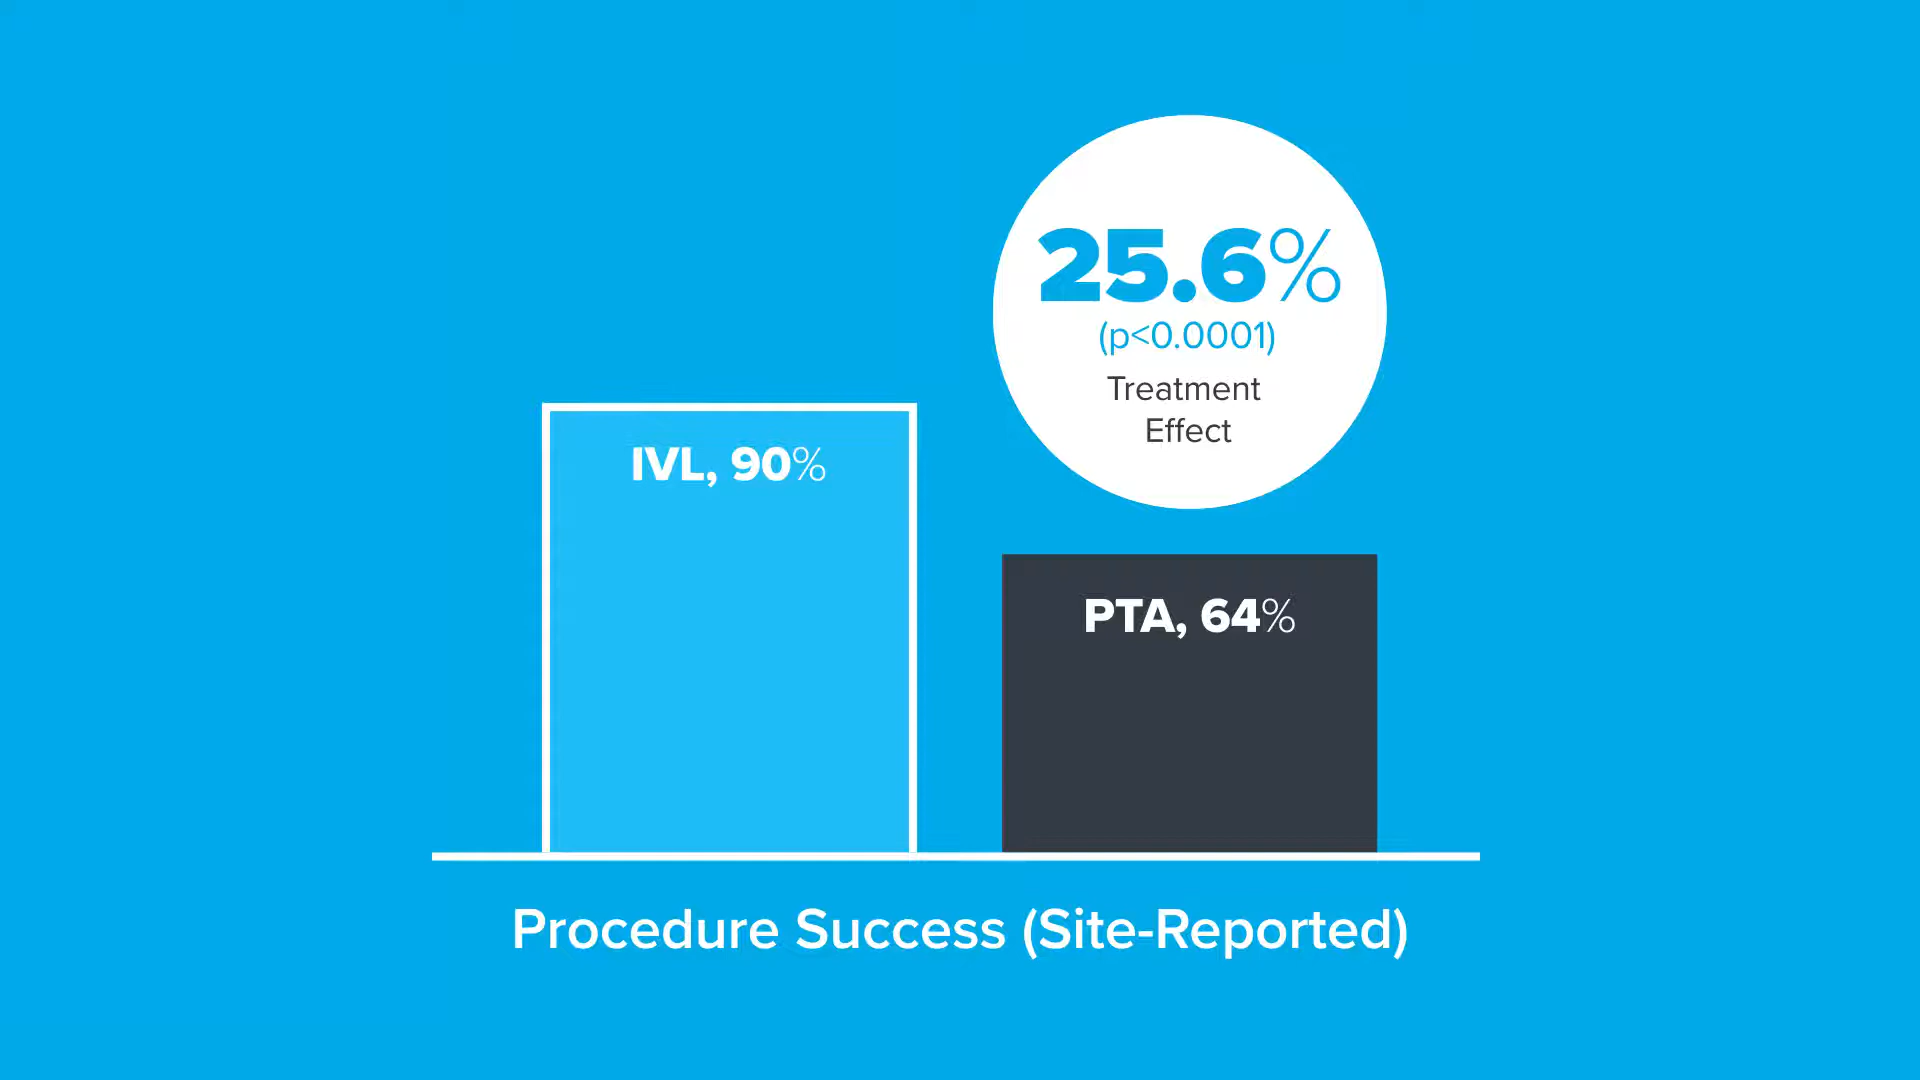 25.6%
(p<0.0001)
Treatment
Effect
IVL, 90%
PTA, 64%
Procedure Success (Site-Reported)